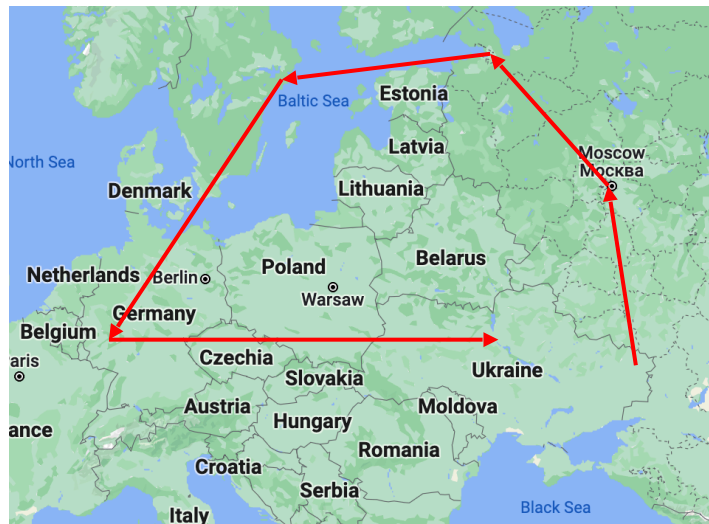 Baltic Sea
Estonia
North Sea
Latvia
Moscow
Москва
Denmark
Lithuania
Netherlands
Berlin
Poland
Belarus
Warsaw
Germany
Belgium
aris
Czechia
Slovakia
Ukraine
Austria
Hungary
Moldova
ance
Romania
Croatia
Serbia
Italy
Black Sea